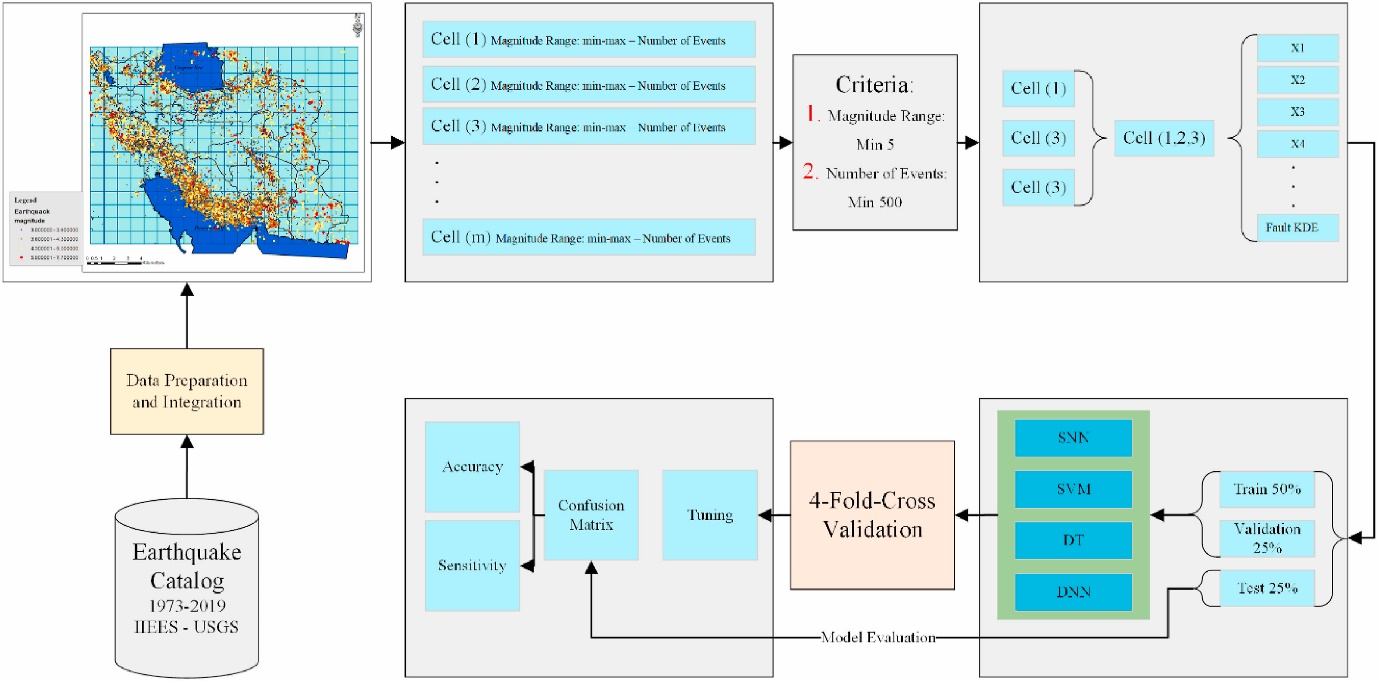 Legend
Earthquack
magnitude
Cell (1) Magnitude Range: min-max – Number of Events
Cell (2) Magnitude Range: min-max – Number of Events
Cell (3) Magnitude Range: min-max – Number of Events
.
.
.
Cell (m) Magnitude Range: min-max – Number of Events
Criteria:
1. Magnitude Range:
Min 5
2. Number of Events:
Min 500
Cell (1)
Cell (3)
Cell (3)
Cell (1,2,3)
X1
X2
X3
X4
.
.
.
Fault KDE
Data Preparation
and Integration
Earthquake
Catalog
1973-2019
IIEES - USGS
Accuracy
Sensitivity
Confusion
Matrix
Tuning
4-Fold-Cross
Validation
SNN
SVM
DT
DNN
Train 50%
Validation
25%
Test 25%
Model Evaluation